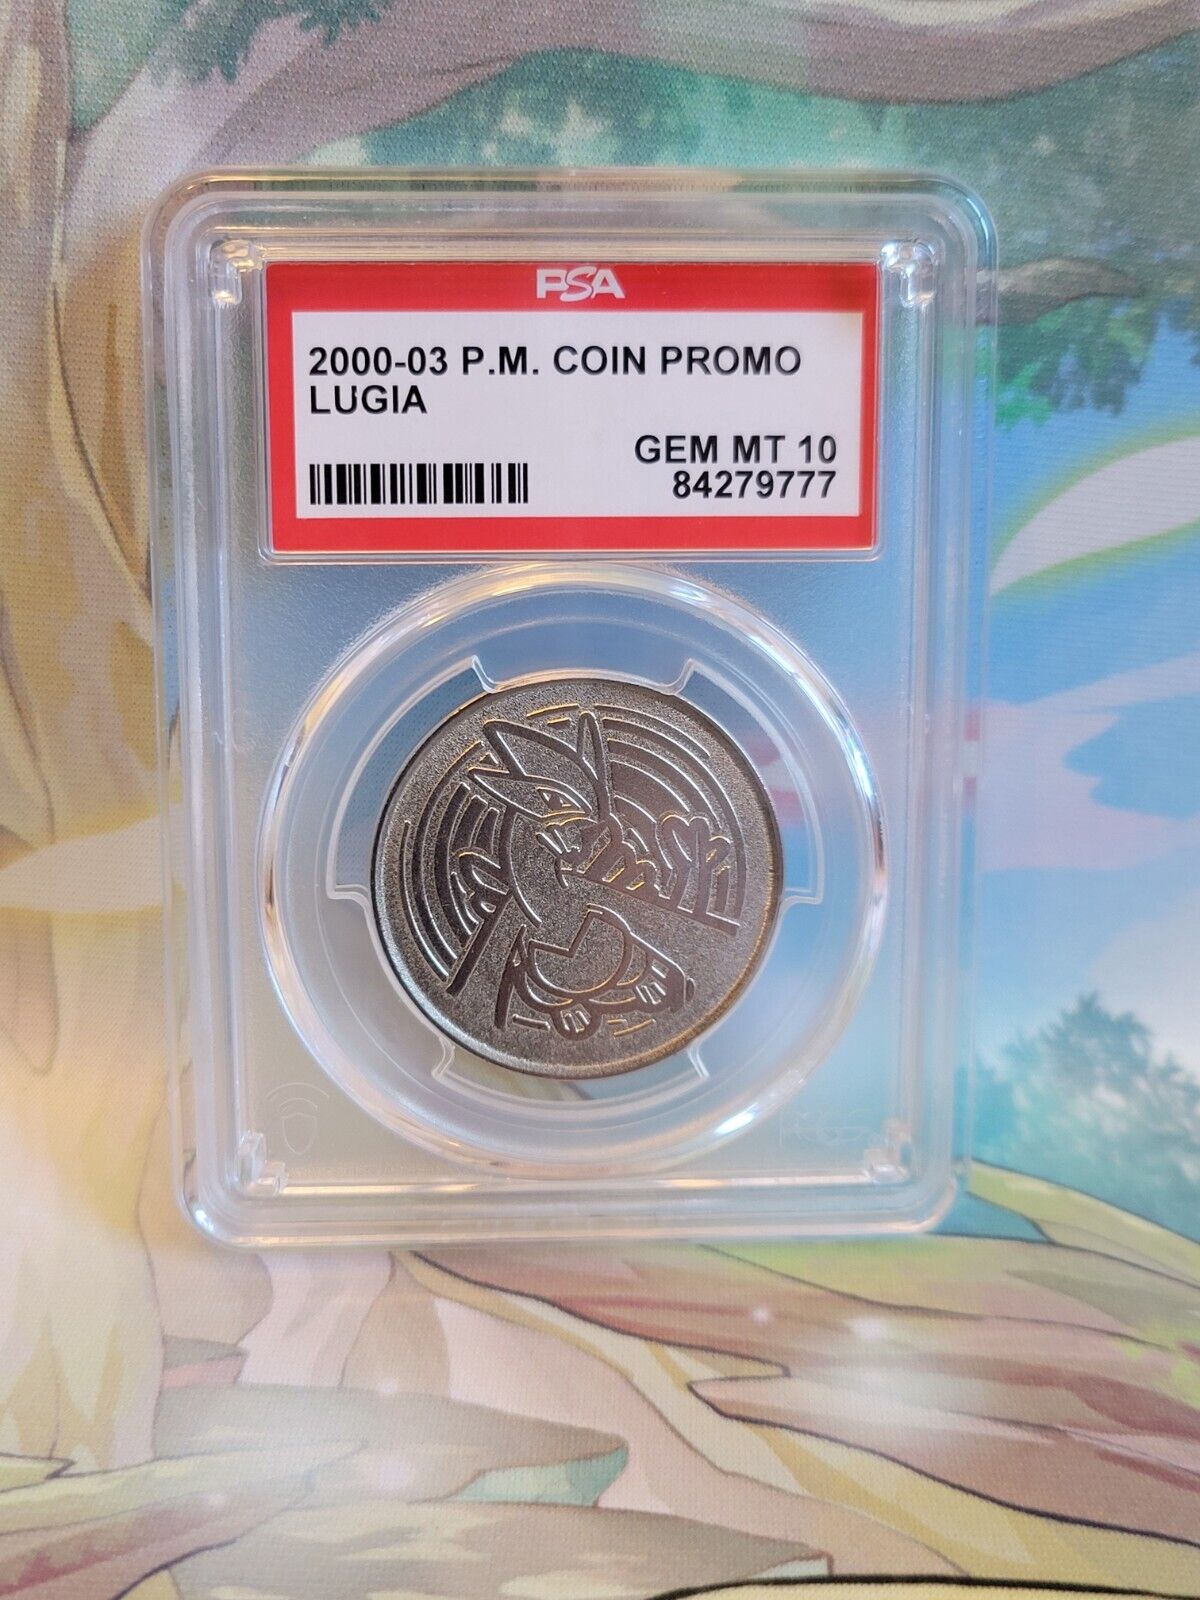 PSA
2000-03 P.M. COIN PROMO
LUGIA
GEM MT 10
84279777